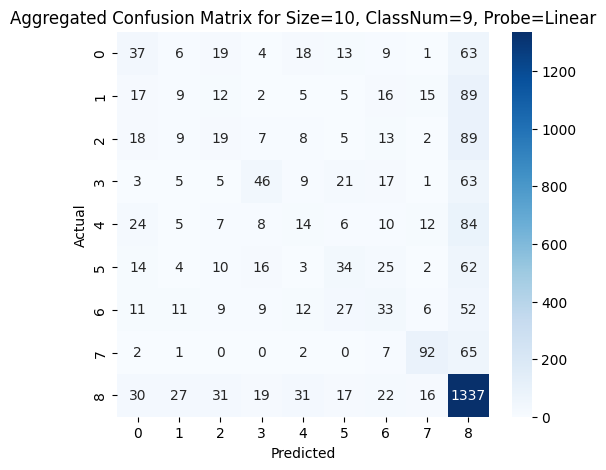 Aggregated Confusion Matrix for Size=10, ClassNum=9, Probe=Linear
0 37 6 19 4 18 13 9 1 63
1 17 9 12 2 5 5 16 15 89
2 18 9 19 7 8 5 13 2 89
3 3 5 5 46 9 21 17 1 63
4 24 5 7 8 14 6 10 12 84
5 14 4 10 16 3 34 25 2 62
6 11 11 9 9 12 27 33 6 52
7 2 1 0 0 2 0 7 92 65
8 30 27 31 19 31 17 22 16 1337
0 1 2 3 4 5 6 7 8
Predicted
Actual
1200
1000
800
600
400
200
0